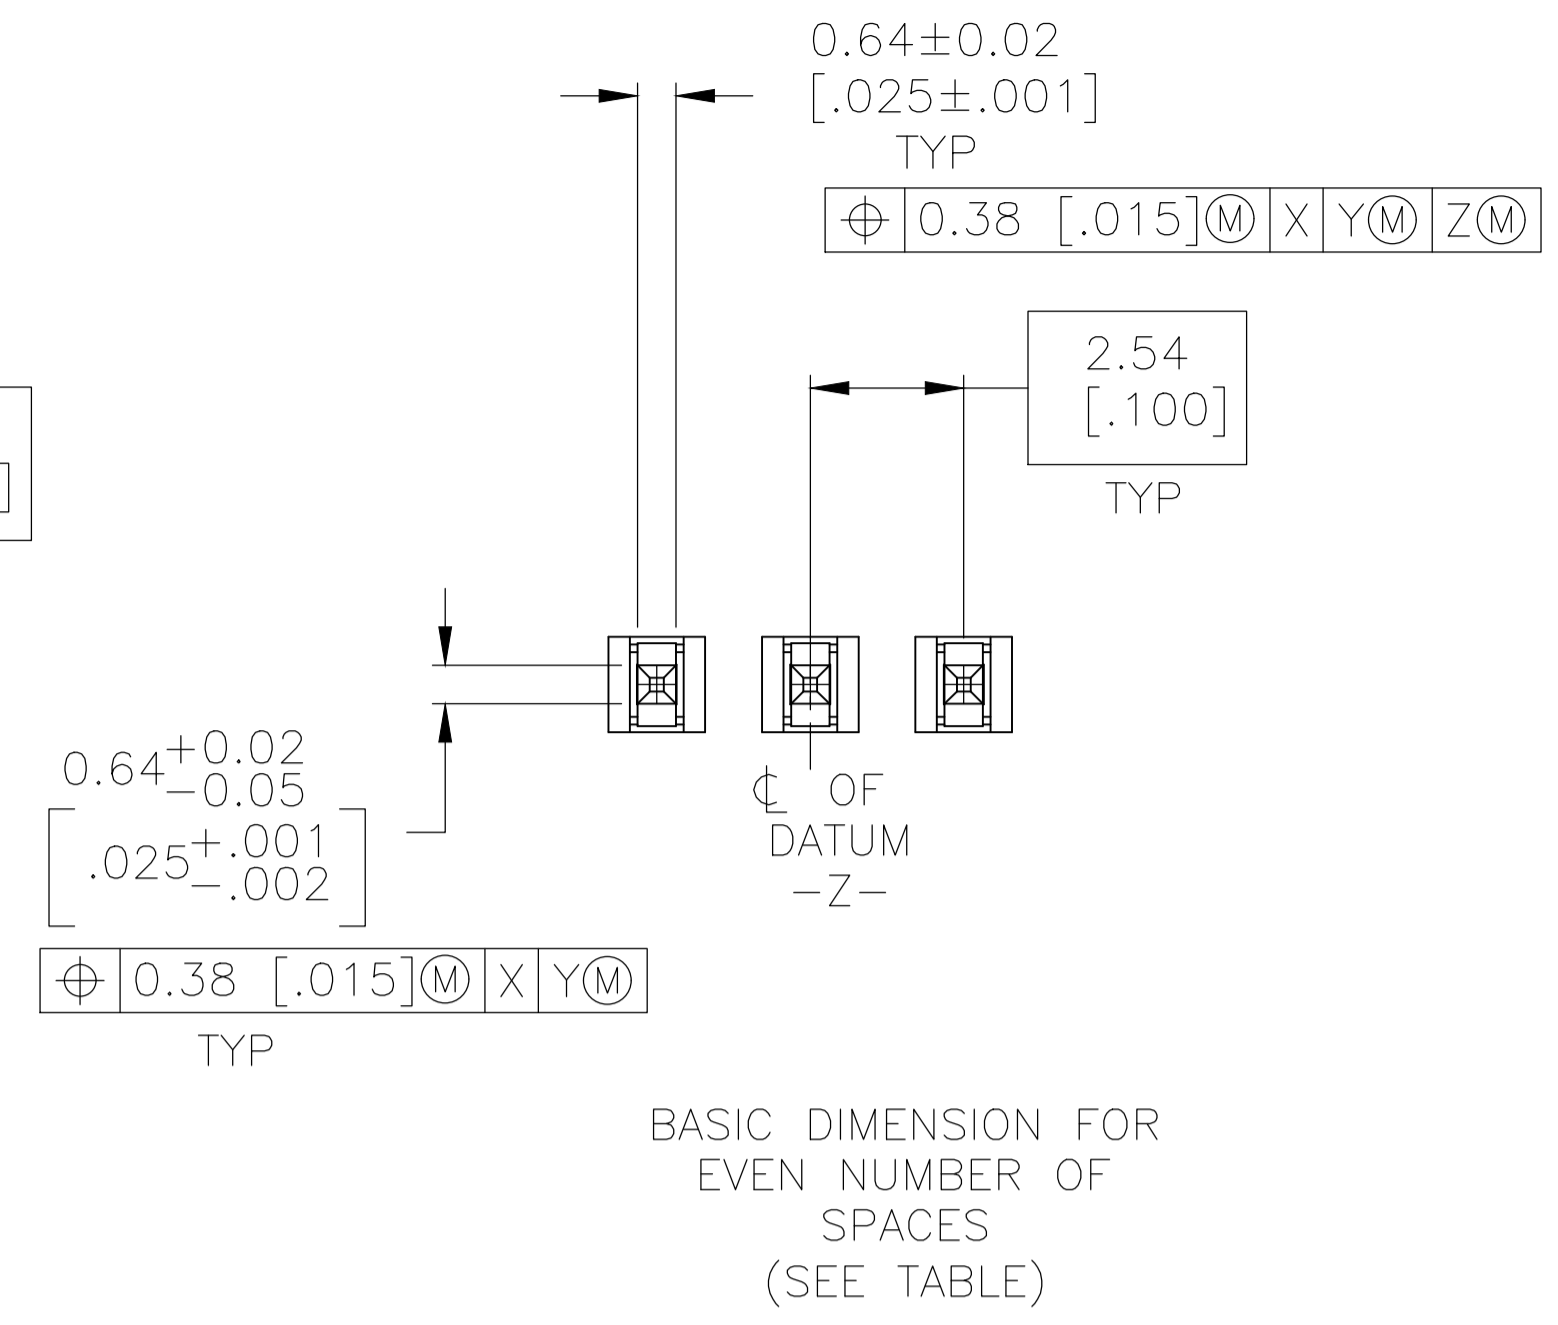 0.64±0.02
[.025±.001]
TYP
⌖ 0.38 [.015]Ⓜ X YⓂ ZⓂ
2.54
[.100]
TYP
0.64 +0.02 -0.05
[.025 +.001 -.002]
⌖ 0.38 [.015]Ⓜ X YⓂ
TYP
℄ OF
DATUM
-Z-
BASIC DIMENSION FOR
EVEN NUMBER OF
SPACES
(SEE TABLE)